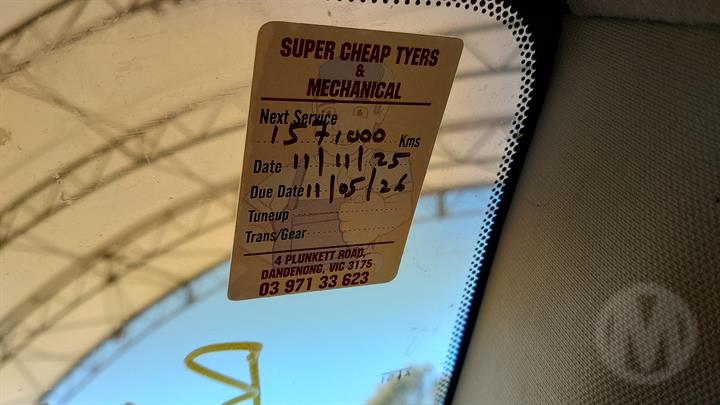 SUPER CHEAP TYERS
&
MECHANICAL
Next Service
157,000 Kms
Date 11/11/25
Due Date 11/05/26
Tuneup
Trans/Gear
4 PLUNKETT ROAD,
DANDENONG, VIC 3175
03 971 33 623
M